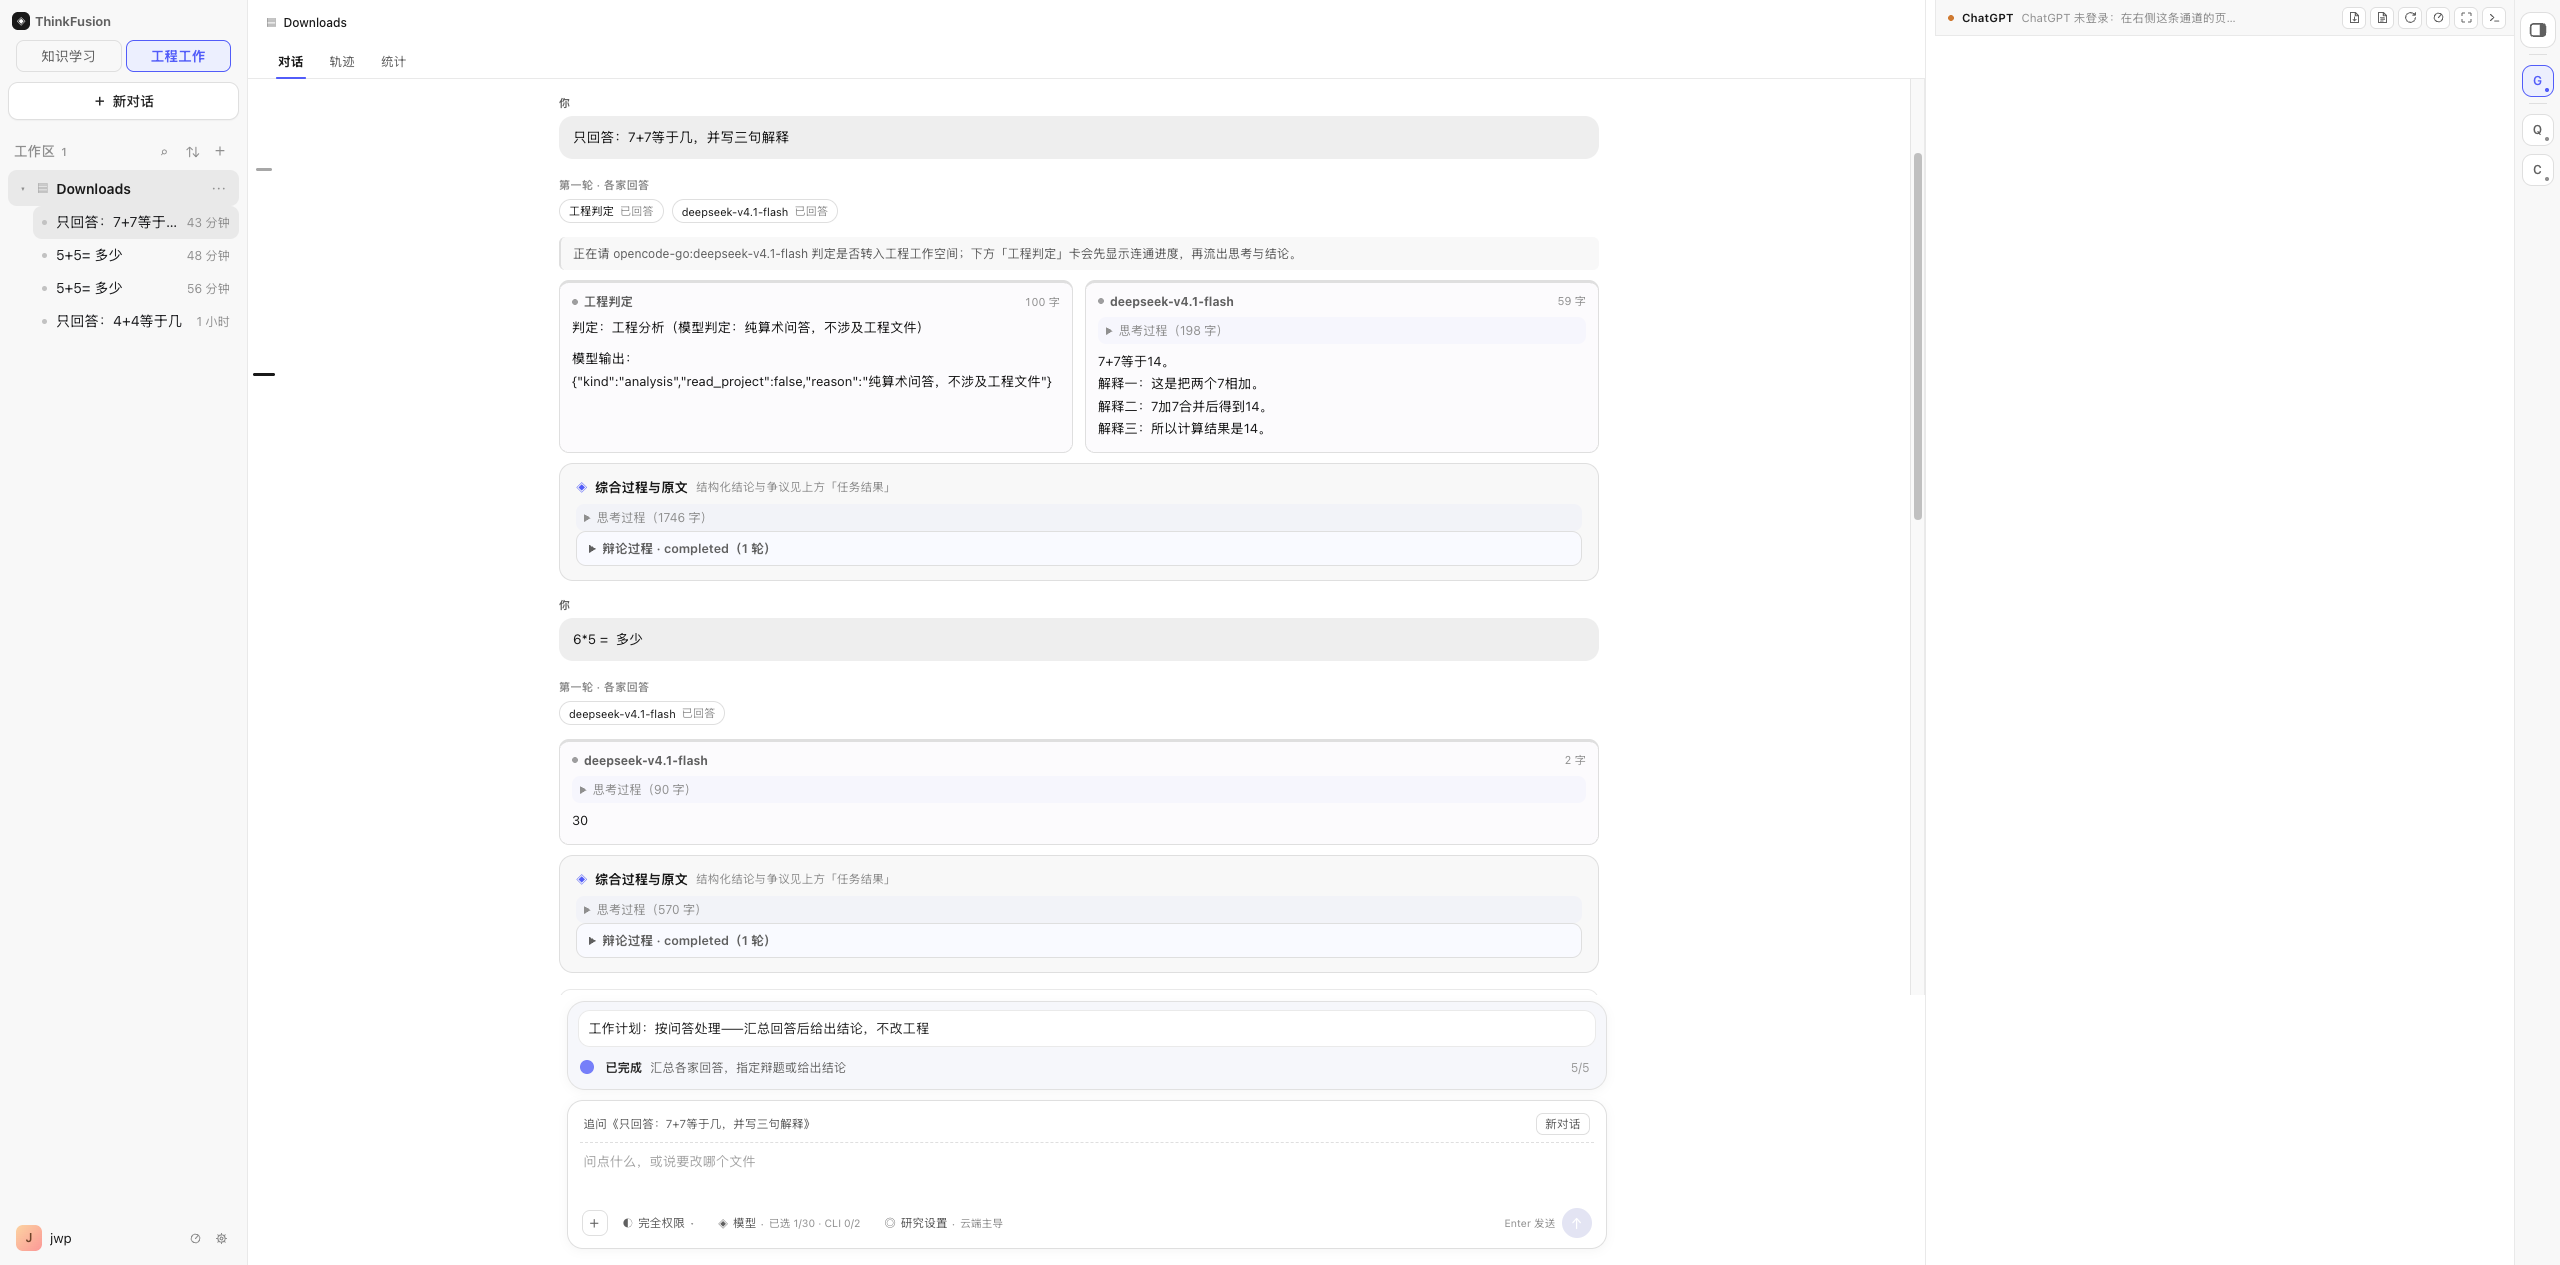 ThinkFusion
知识学习
工程工作
+ 新对话
工作区 1
Downloads
只回答：7+7等于... 43 分钟
5+5= 多少 48 分钟
5+5= 多少 56 分钟
只回答：4+4等于几 1 小时
J jwp
Downloads
对话 轨迹 统计
你
只回答：7+7等于几，并写三句解释
第一轮 · 各家回答
工程判定 已回答 deepseek-v4.1-flash 已回答
正在请 opencode-go:deepseek-v4.1-flash 判定是否转入工程工作空间；下方「工程判定」卡会先显示连通进度，再流出思考与结论。
工程判定 100 字
判定：工程分析（模型判定：纯算术问答，不涉及工程文件）
模型输出：
{"kind":"analysis","read_project":false,"reason":"纯算术问答，不涉及工程文件"}
deepseek-v4.1-flash 59 字
思考过程（198 字）
7+7等于14。
解释一：这是把两个7相加。
解释二：7加7合并后得到14。
解释三：所以计算结果是14。
综合过程与原文 结构化结论与争议见上方「任务结果」
思考过程（1746 字）
辩论过程 · completed（1 轮）
你
6*5 = 多少
第一轮 · 各家回答
deepseek-v4.1-flash 已回答
deepseek-v4.1-flash 2 字
思考过程（90 字）
30
综合过程与原文 结构化结论与争议见上方「任务结果」
思考过程（570 字）
辩论过程 · completed（1 轮）
工作计划：按问答处理——汇总回答后给出结论，不改工程
已完成 汇总各家回答，指定辩题或给出结论 5/5
追问《只回答：7+7等于几，并写三句解释》 新对话
问点什么，或说要改哪个文件
+ 完全权限 · 模型 · 已选 1/30 · CLI 0/2 研究设置 · 云端主导 Enter 发送
ChatGPT ChatGPT 未登录：在右侧这条通道的页...
G
Q
C